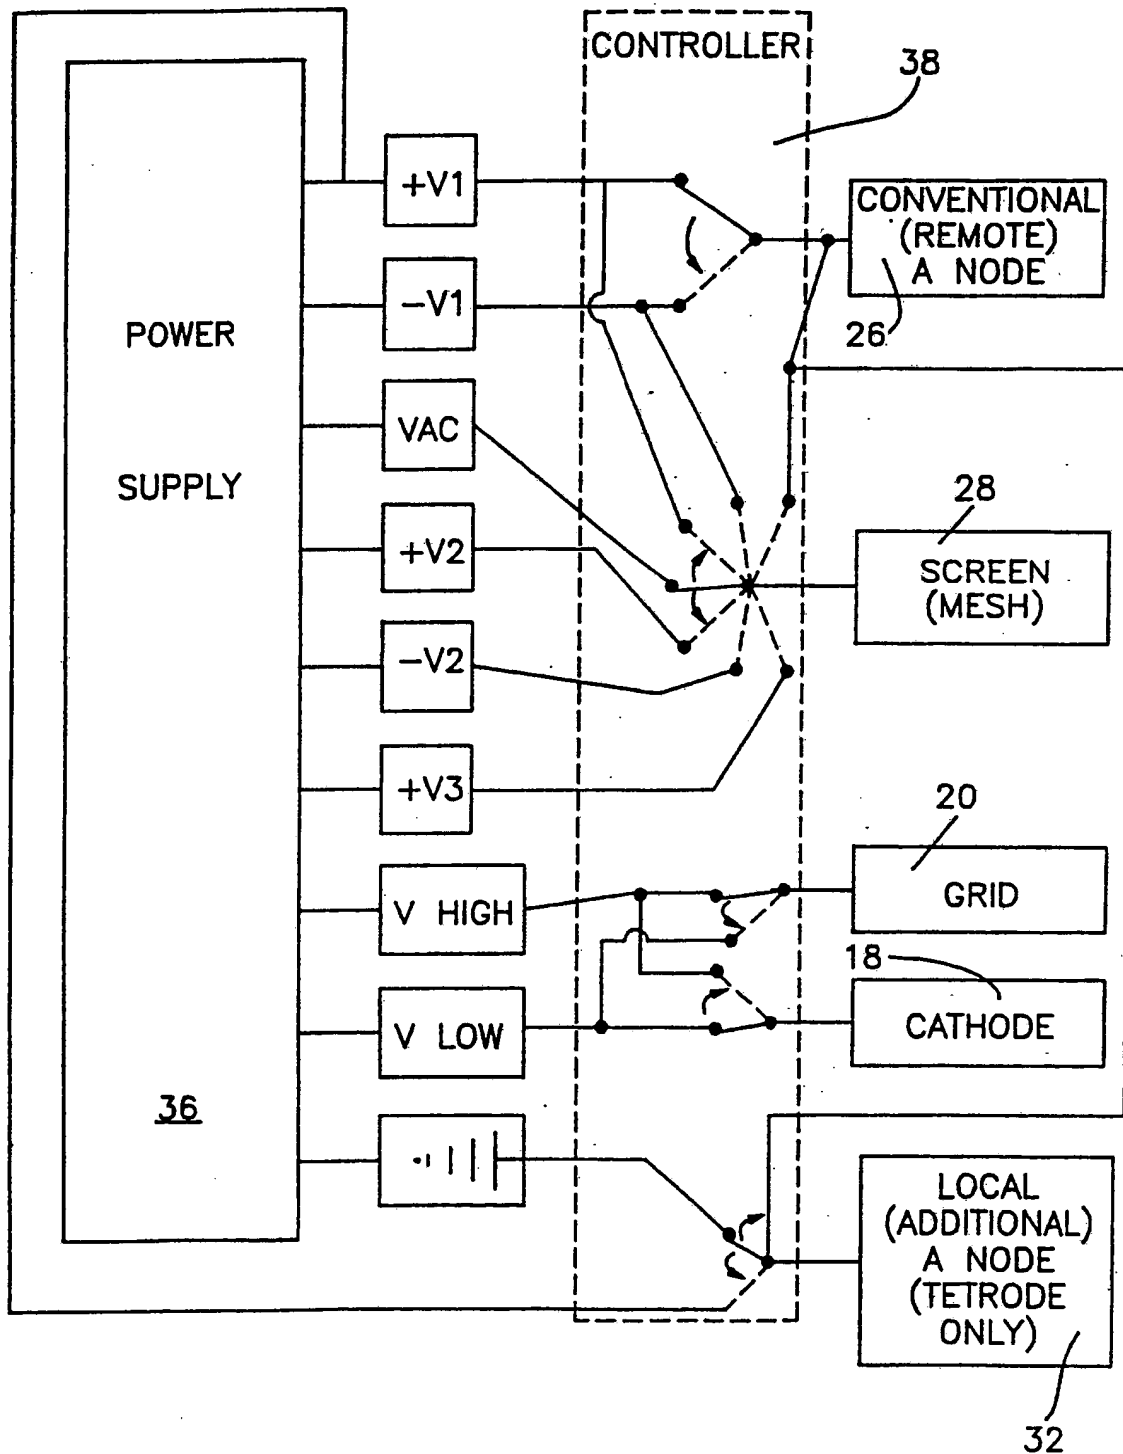 CONTROLLER
38
+V1
CONVENTIONAL
(REMOTE)
A NODE
26
-V1
POWER
SUPPLY
36
VAC
+V2
28
SCREEN
(MESH)
-V2
+V3
20
GRID
V HIGH
18
CATHODE
V LOW
LOCAL
(ADDITIONAL)
A NODE
(TETRODE
ONLY)
32